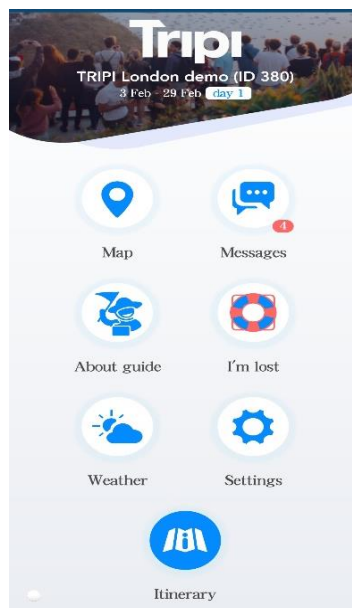 Tripi
TRIPI London demo (ID 380)
3 Feb - 29 Feb day 1
4
Map Messages
About guide I'm lost
Weather Settings
Itinerary